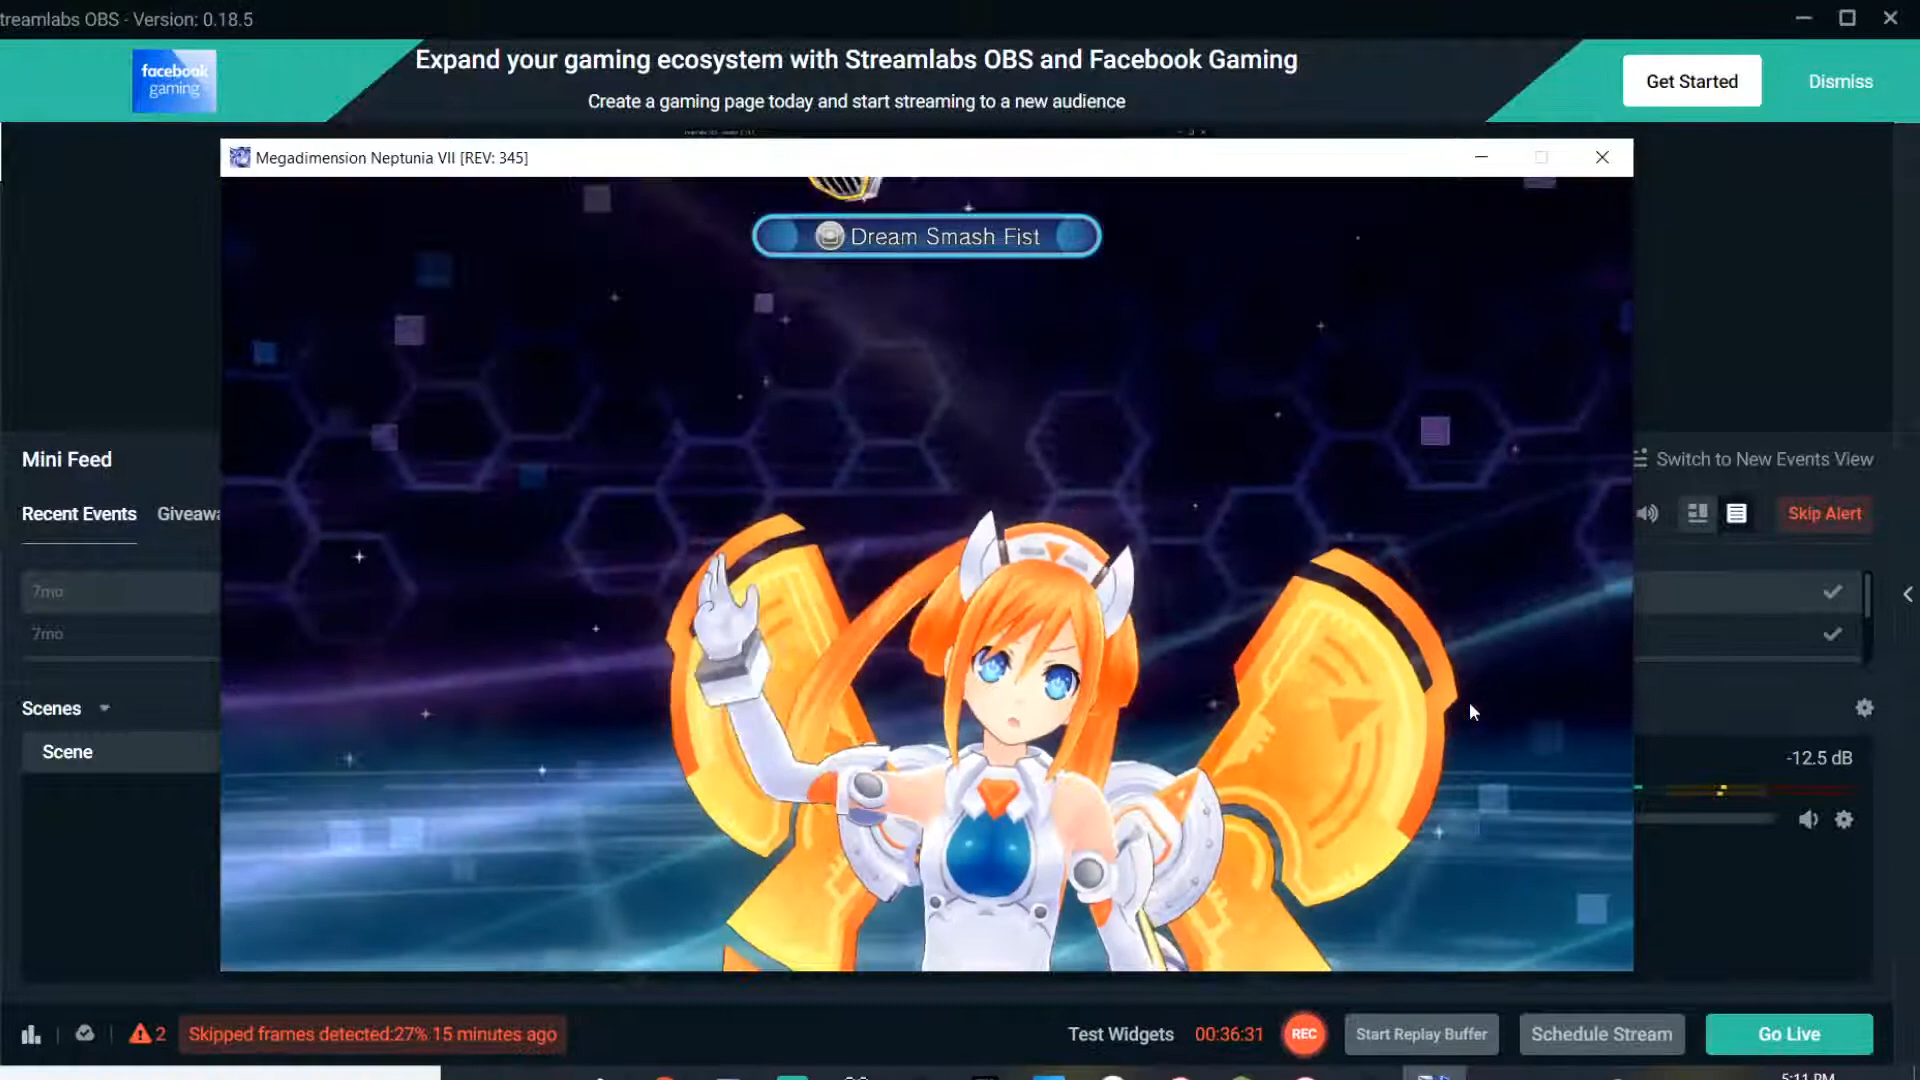 treamlabs OBS - Version: 0.18.5
facebook
gaming
Expand your gaming ecosystem with Streamlabs OBS and Facebook Gaming
Create a gaming page today and start streaming to a new audience
Get Started
Dismiss
Megadimension Neptunia VII [REV: 345]
Dream Smash Fist
Mini Feed
Switch to New Events View
Recent Events
Giveawa
Skip Alert
7mo
7mo
Scenes
Scene
-12.5 dB
2
Skipped frames detected:27% 15 minutes ago
Test Widgets
00:36:31
REC
Start Replay Buffer
Schedule Stream
Go Live
5:11 PM